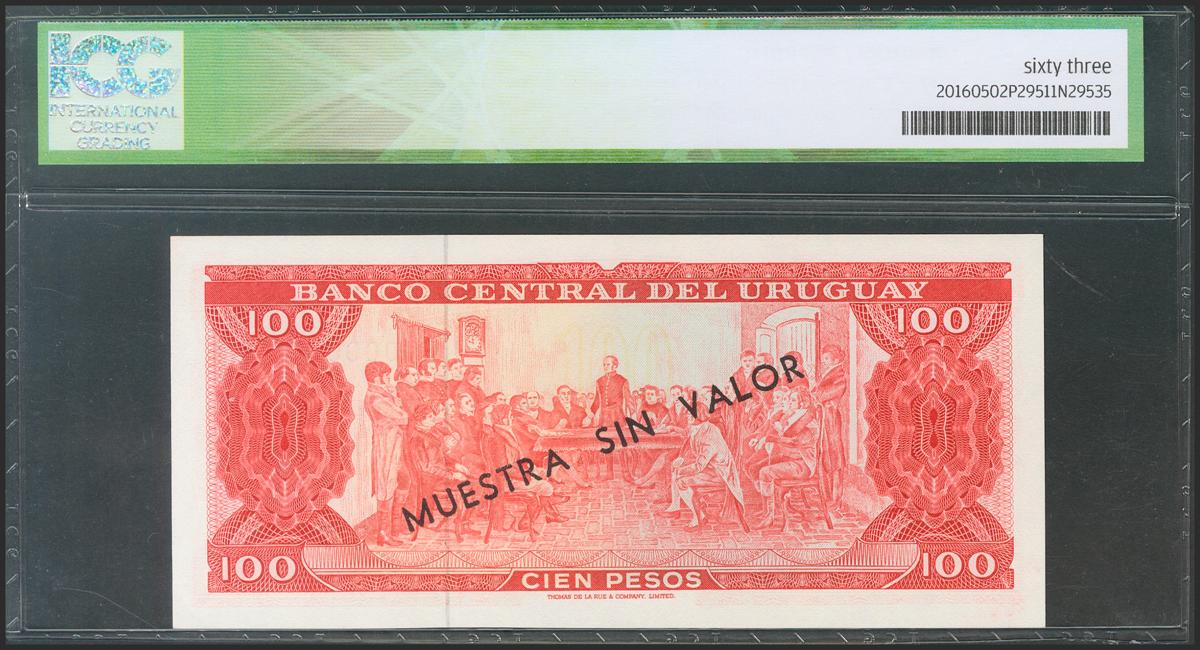 ICG
INTERNATIONAL
CURRENCY
GRADING
sixty three
20160502P29511N29535
BANCO CENTRAL DEL URUGUAY
100
100
MUESTRA SIN VALOR
100
100
CIEN PESOS
THOMAS DE LA RUE & COMPANY, LIMITED.